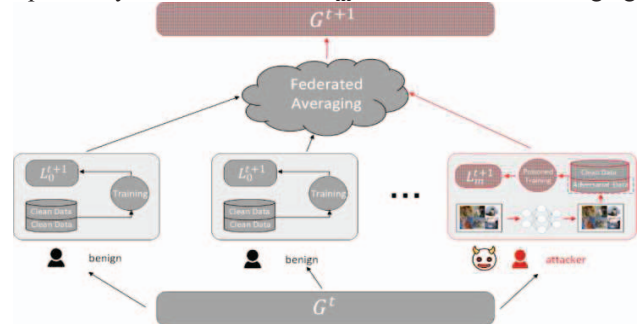 G^{t+1}
Federated
Averaging
L_0^{t+1}
Training
Clean Data
Clean Data
benign
L_0^{t+1}
Training
Clean Data
Clean Data
benign
...
L_m^{t+1}
Poisoned
Training
Clean Data
Adversarial Data
attacker
G^t